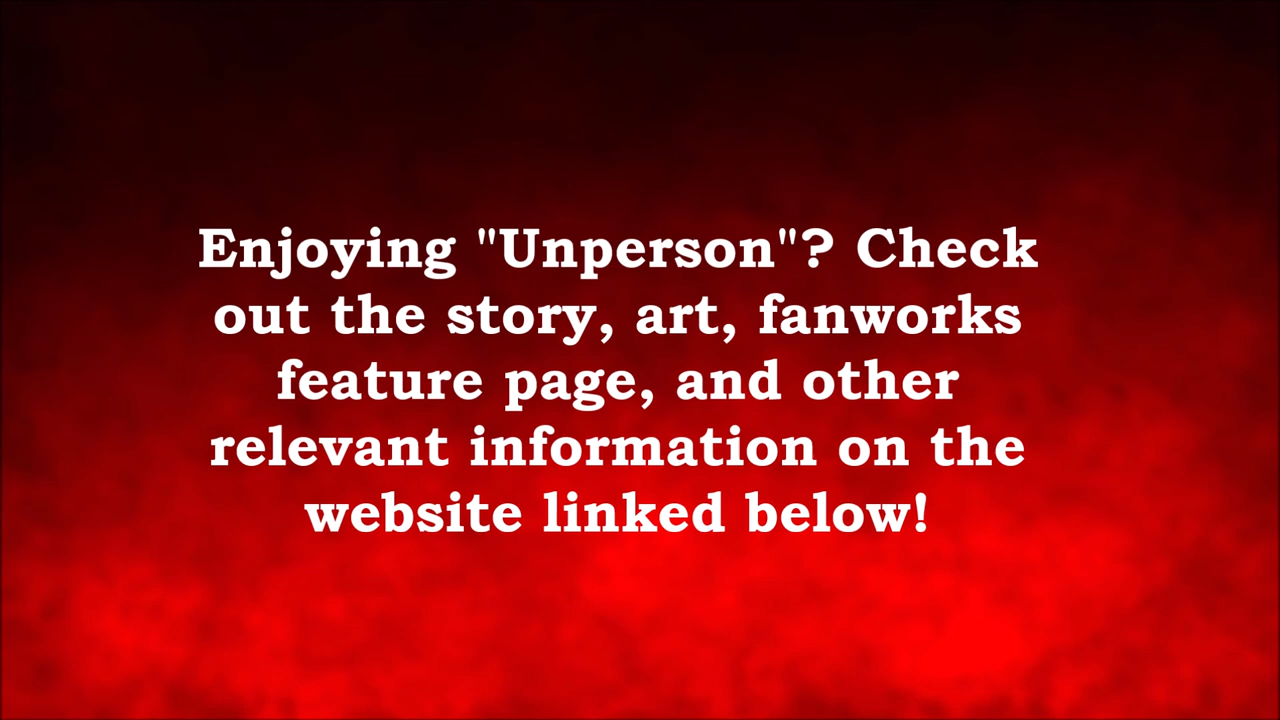 Enjoying "Unperson"? Check
out the story, art, fanworks
feature page, and other
relevant information on the
website linked below!